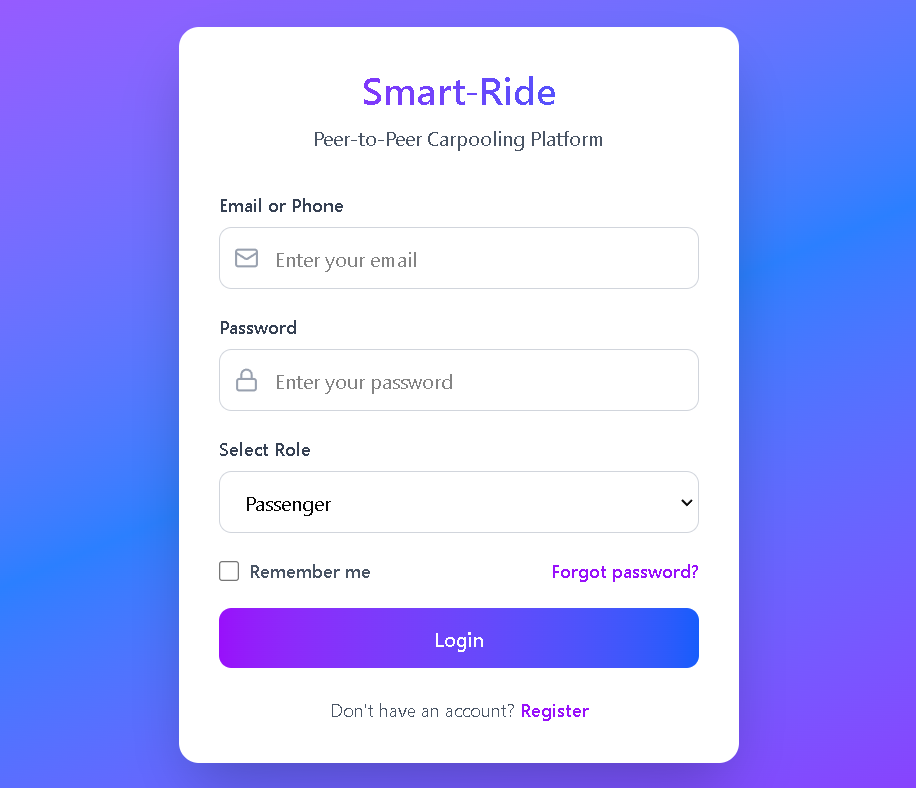 Smart-Ride
Peer-to-Peer Carpooling Platform
Email or Phone
Enter your email
Password
Enter your password
Select Role
Passenger
Remember me Forgot password?
Login
Don't have an account? Register